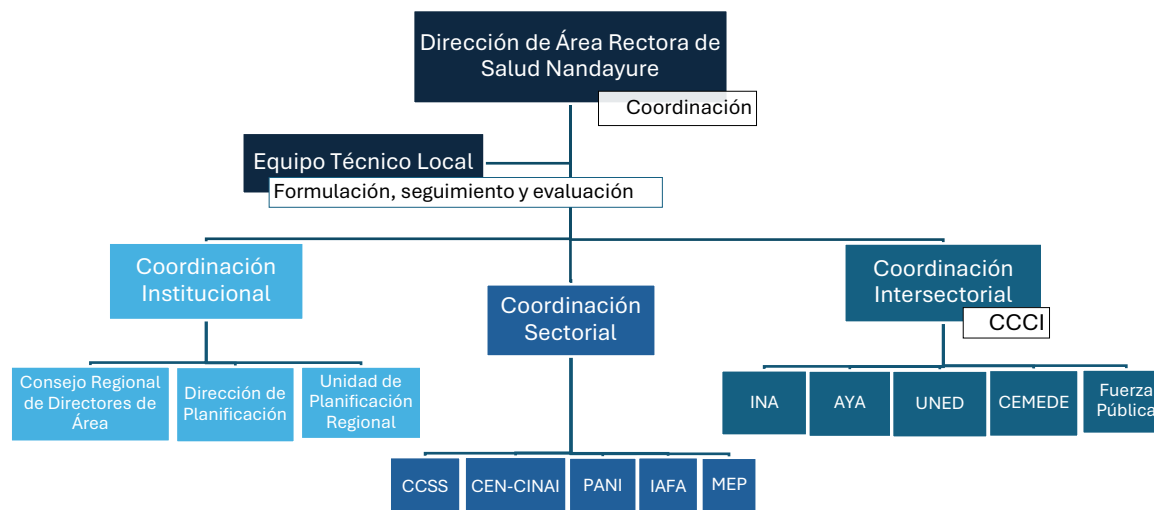 Dirección de Área Rectora de
Salud Nandayure
Coordinación
Equipo Técnico Local
Formulación, seguimiento y evaluación
Coordinación
Institucional
Coordinación
Sectorial
Coordinación
Intersectorial
CCCI
Consejo Regional
de Directores de
Área
Dirección de
Planificación
Unidad de
Planificación
Regional
INA
AYA
UNED
CEMEDE
Fuerza
Pública
CCSS
CEN-CINAI
PANI
IAFA
MEP